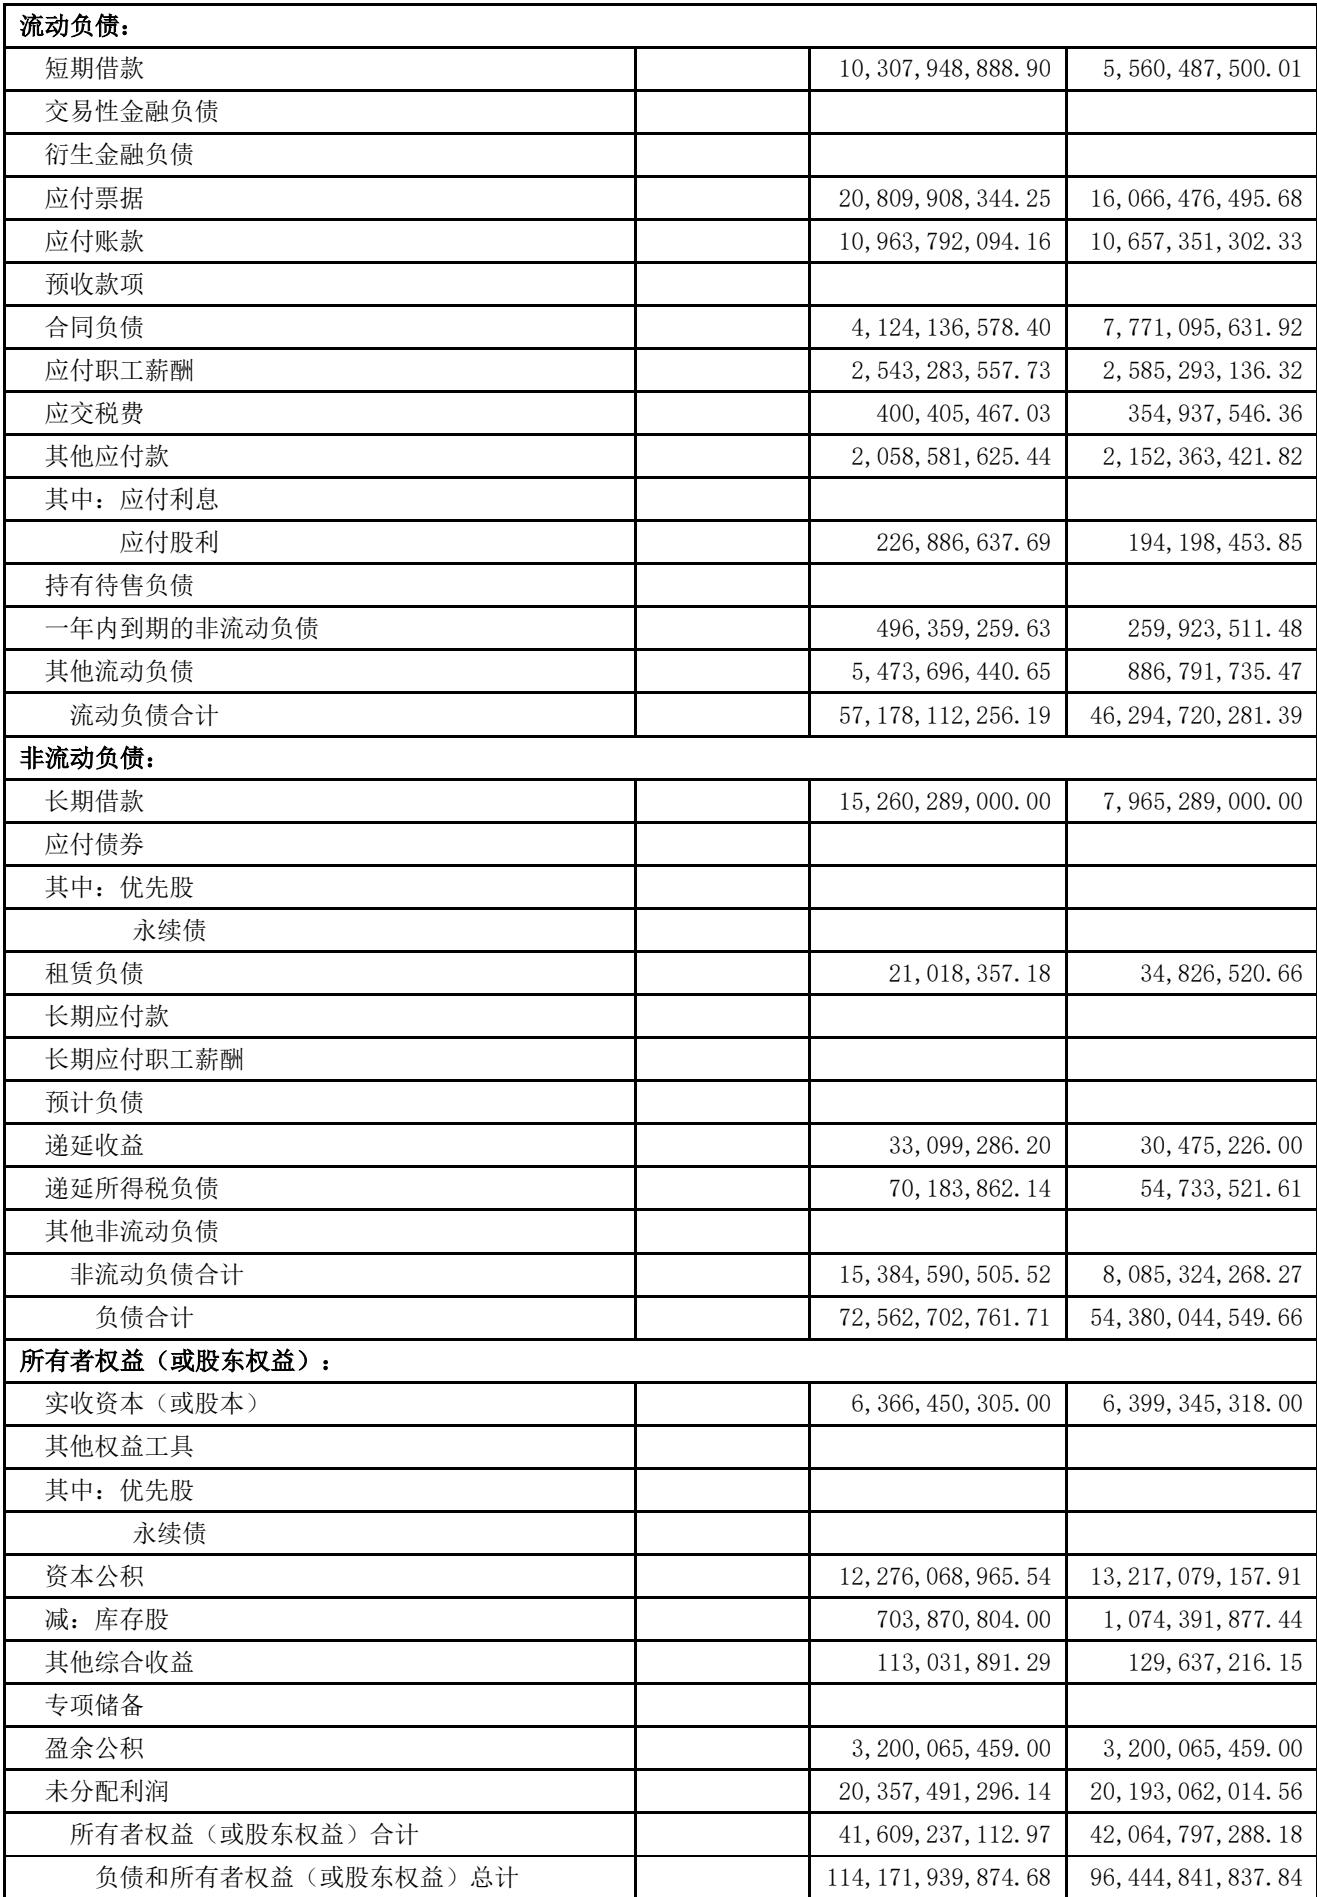 流动负债：
短期借款 10,307,948,888.90 5,560,487,500.01
交易性金融负债
衍生金融负债
应付票据 20,809,908,344.25 16,066,476,495.68
应付账款 10,963,792,094.16 10,657,351,302.33
预收款项
合同负债 4,124,136,578.40 7,771,095,631.92
应付职工薪酬 2,543,283,557.73 2,585,293,136.32
应交税费 400,405,467.03 354,937,546.36
其他应付款 2,058,581,625.44 2,152,363,421.82
其中：应付利息
应付股利 226,886,637.69 194,198,453.85
持有待售负债
一年内到期的非流动负债 496,359,259.63 259,923,511.48
其他流动负债 5,473,696,440.65 886,791,735.47
流动负债合计 57,178,112,256.19 46,294,720,281.39
非流动负债：
长期借款 15,260,289,000.00 7,965,289,000.00
应付债券
其中：优先股
永续债
租赁负债 21,018,357.18 34,826,520.66
长期应付款
长期应付职工薪酬
预计负债
递延收益 33,099,286.20 30,475,226.00
递延所得税负债 70,183,862.14 54,733,521.61
其他非流动负债
非流动负债合计 15,384,590,505.52 8,085,324,268.27
负债合计 72,562,702,761.71 54,380,044,549.66
所有者权益（或股东权益）：
实收资本（或股本） 6,366,450,305.00 6,399,345,318.00
其他权益工具
其中：优先股
永续债
资本公积 12,276,068,965.54 13,217,079,157.91
减：库存股 703,870,804.00 1,074,391,877.44
其他综合收益 113,031,891.29 129,637,216.15
专项储备
盈余公积 3,200,065,459.00 3,200,065,459.00
未分配利润 20,357,491,296.14 20,193,062,014.56
所有者权益（或股东权益）合计 41,609,237,112.97 42,064,797,288.18
负债和所有者权益（或股东权益）总计 114,171,939,874.68 96,444,841,837.84